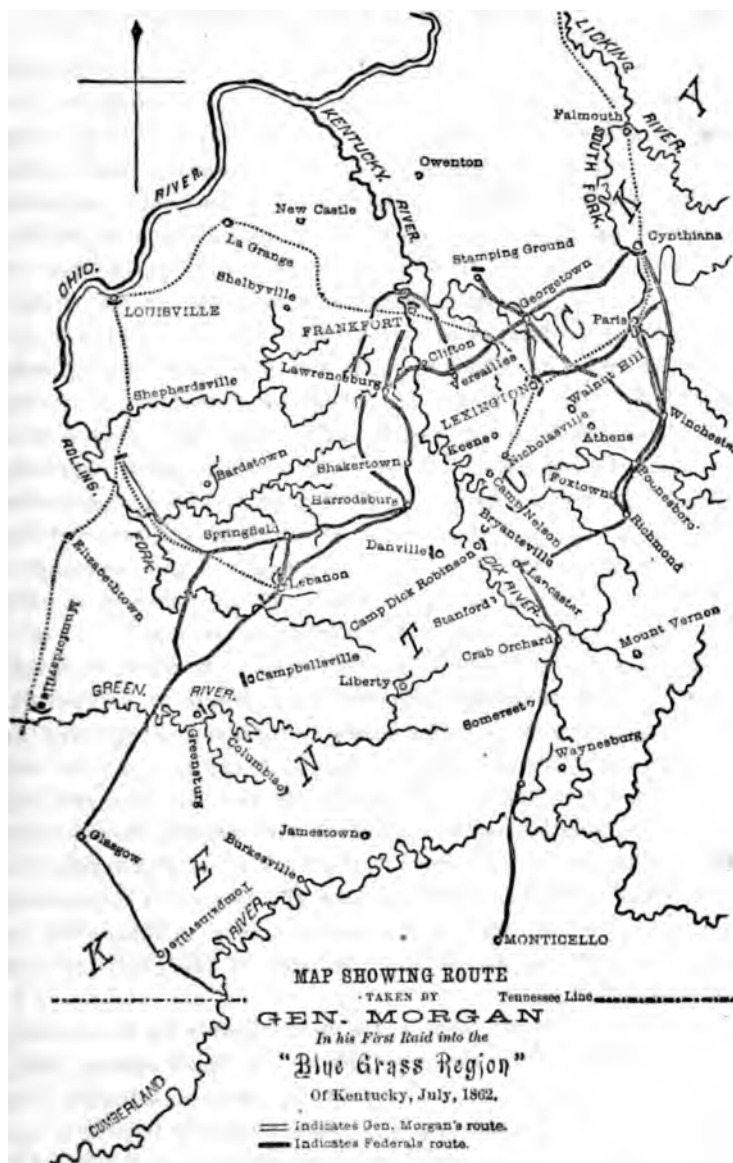 LICKING
RIVER.
A
Falmouth
SOUTH FORK.
KENTUCKY
RIVER.
Owenton
OHIO.
RIVER.
New Castle
La Grange
K
Cynthiana
Stamping Ground
Shelbyville
Georgetown
LOUISVILLE
FRANKFORT
C
Paris
Clifton
Versailles
Lawrenceburg
LEXINGTON
Walnut Hill
Shepherdsville
Winchester
Keene
Nicholasville
Athens
ROLLING.
FORK.
Bardstown
Shakertown
Foxtown
Boonesboro'
Camp Nelson
Harrodsburg
Bryantsville
Richmond
Springfield
Danville
Elizabethtown
Lebanon
Camp Dick Robinson
DIX RIVER.
Lancaster
T
Stanford
Munfordsville
Crab Orchard
Mount Vernon
Campbellsville
Liberty
GREEN.
RIVER.
Somerset
Greensburg
Columbia
N
Waynesburg
Glasgow
Jamestown
E
Burkesville
Tompkinsville
RIVER.
K
MONTICELLO
MAP SHOWING ROUTE
TAKEN BY
Tennessee Line
GEN. MORGAN
In his First Raid into the
"Blue Grass Region"
Of Kentucky, July, 1862.
CUMBERLAND
Indicates Gen. Morgan's route.
Indicates Federals route.